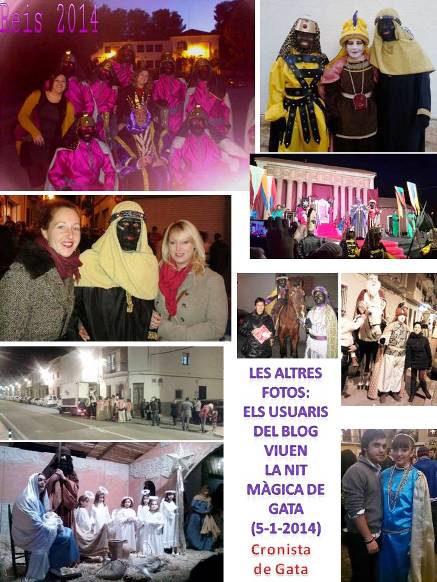 Reis 2014
LES ALTRES
FOTOS:
ELS USUARIS
DEL BLOG
VIUEN
LA NIT
MÀGICA DE
GATA
(5-1-2014)
Cronista
de Gata